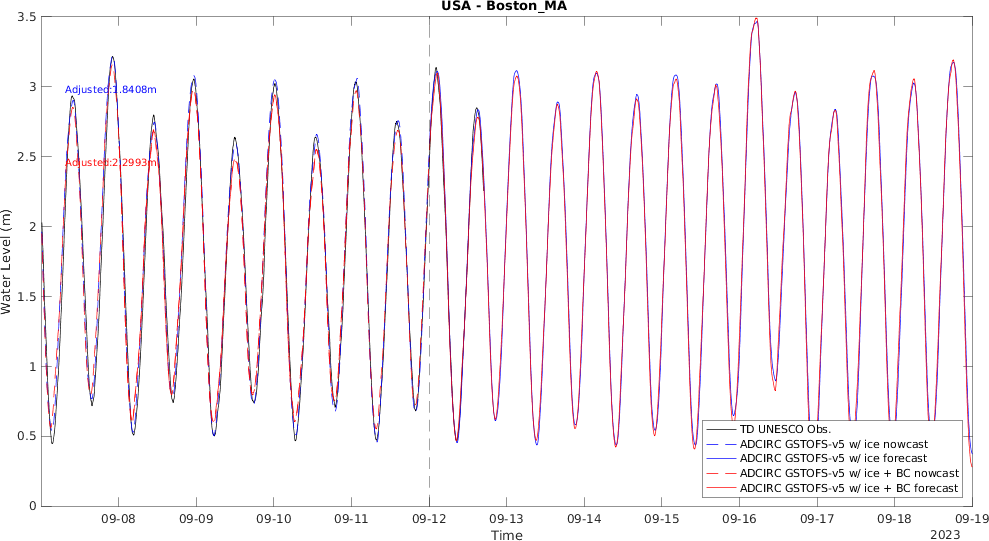 USA - Boston_MA
3.5
3
2.5
2
1.5
1
0.5
0
Water Level (m)
Adjusted:1.8408m
Adjusted:2.2993m
TD UNESCO Obs.
ADCIRC GSTOFS-v5 w/ ice nowcast
ADCIRC GSTOFS-v5 w/ ice forecast
ADCIRC GSTOFS-v5 w/ ice + BC nowcast
ADCIRC GSTOFS-v5 w/ ice + BC forecast
09-08 09-09 09-10 09-11 09-12 09-13 09-14 09-15 09-16 09-17 09-18 09-19
Time
2023